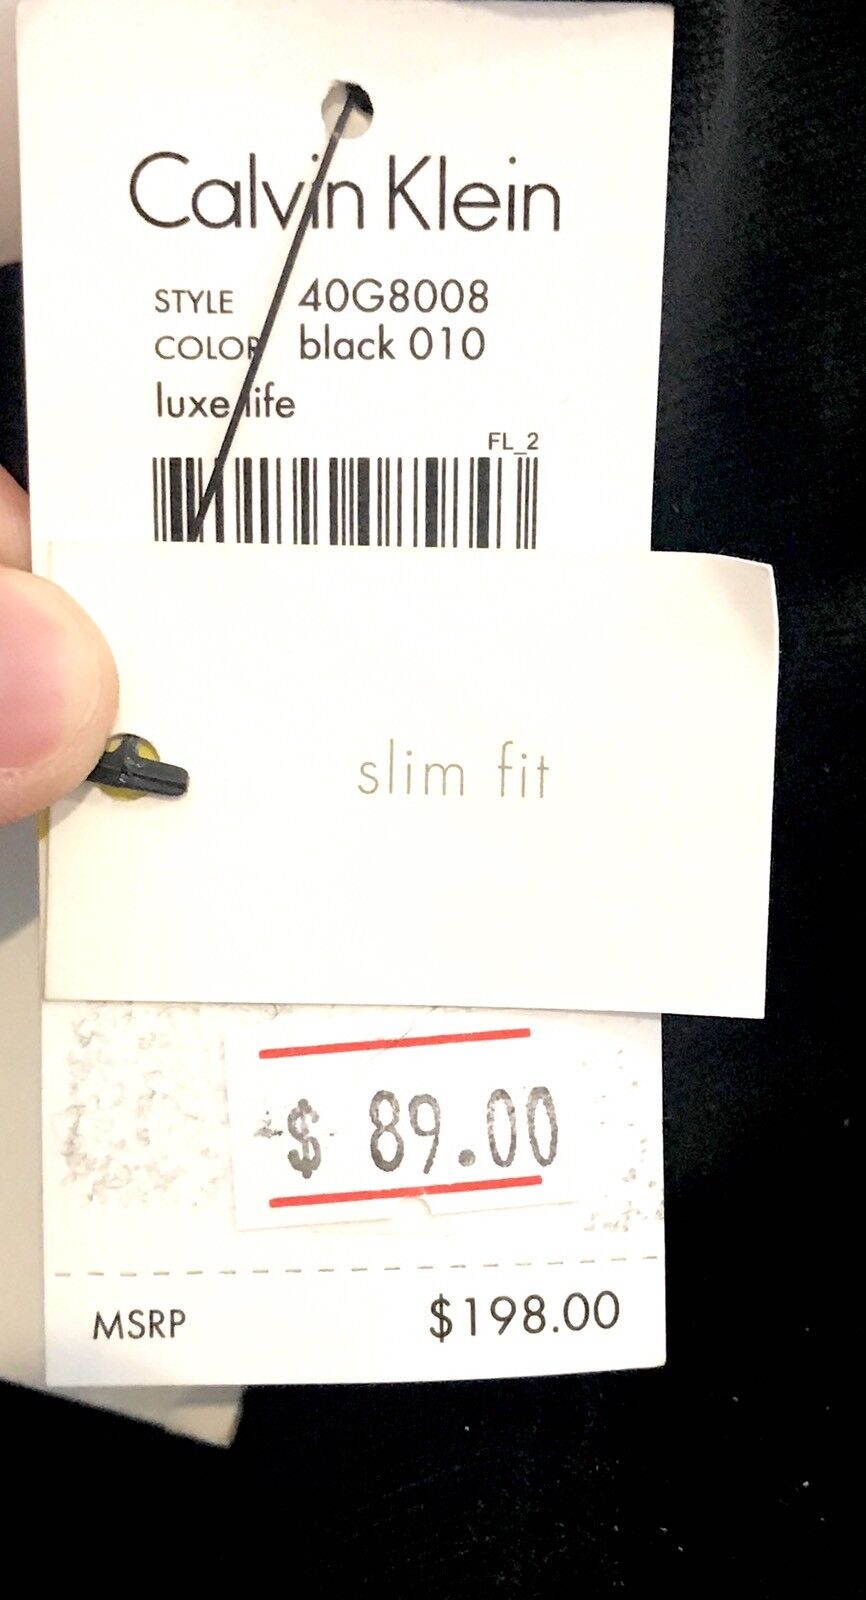 Calvin Klein
STYLE 40G8008
COLOR black 010
luxe life
FL_2
slim fit
$ 89.00
MSRP $198.00